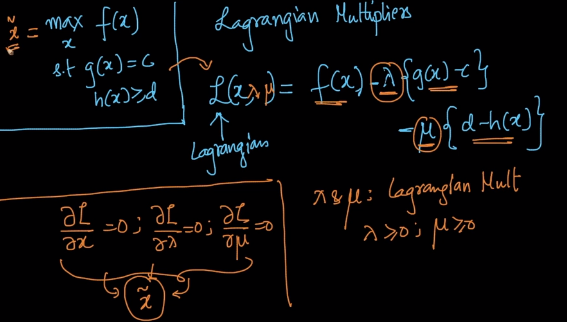 x̃ = max f(x)
x
s.t g(x) = c
h(x) ≥ d
Lagrangian Multipliers
L(x, λ, μ) = f(x) - λ{g(x) - c}
- μ{d - h(x)}
Lagrangian
λ & μ: Lagrangian Mult
λ ≥ 0; μ ≥ 0
∂L/∂x = 0; ∂L/∂λ = 0; ∂L/∂μ = 0
x̃